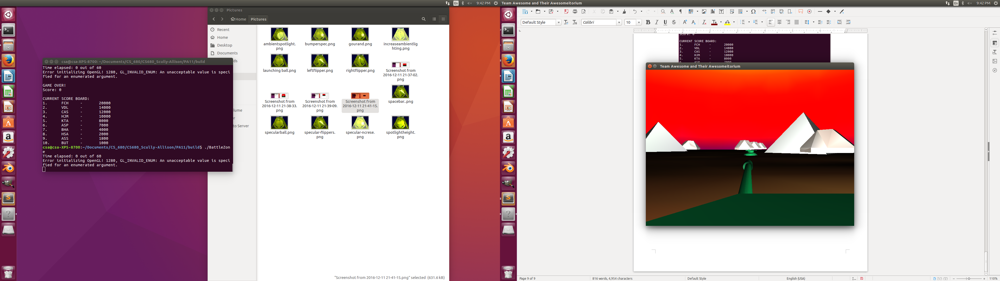 9:42 PM
Team Awesome and Their Awesomeitorium
En
9:42 PM
En
Pictures
Home
Pictures
Recent
Home
Desktop
Documents
ds
lume
er
to Server
ambientspotlight.
png
bumperspec.png
gourand.png
increaseambientlig
hting.png
launching ball.png
leftflipper.png
rightflipper.png
Screenshot from
2016-12-11 21-37-02.
png
Screenshot from
2016-12-11 21-38-33.
png
Screenshot from
2016-12-11 21-39-09.
png
Screenshot from
2016-12-11 21-41-15.
png
spacebar..png
specularball.png
specular-flippers.
png
specular-ncrese.
png
spotlightheight.
png
"Screenshot from 2016-12-11 21-41-15.png" selected (631.6 kB)
csa@csa-XPS-8700: ~/Documents/CS_680/CS680_Scully-Allison/PA11/build
Time elapsed: 0 out of 60
Error initializing OpenGL! 1280, GL_INVALID_ENUM: An unacceptable value is speci
fied for an enumerated argument.
GAME OVER!
Score: 0
CURRENT SCORE BOARD:
1. FCH - 20000
2. VDL - 14000
3. CAS - 12000
4. HJM - 10000
5. KTA - 8000
6. ASP - 7000
7. BHA - 4000
8. HSA - 2000
9. ASS - 1800
10. BUT - 1000
csa@csa-XPS-8700:~/Documents/CS_680/CS680_Scully-Allison/PA11/build$ ./BattleZon
e
Time elapsed: 0 out of 60
Error initializing OpenGL! 1280, GL_INVALID_ENUM: An unacceptable value is speci
fied for an enumerated argument.
Default Style
Calibri
10
Score: 0
CURRENT SCORE BOARD:
1. FCH - 20000
2. VDL - 14000
3. CAS - 12000
4. HJM - 10000
5. KTA - 8000
6. ASP - 7000
Team Awesome and Their Awesomeitorium
Page 9 of 9
816 words, 4,954 characters
Default Style
English (USA)
110%